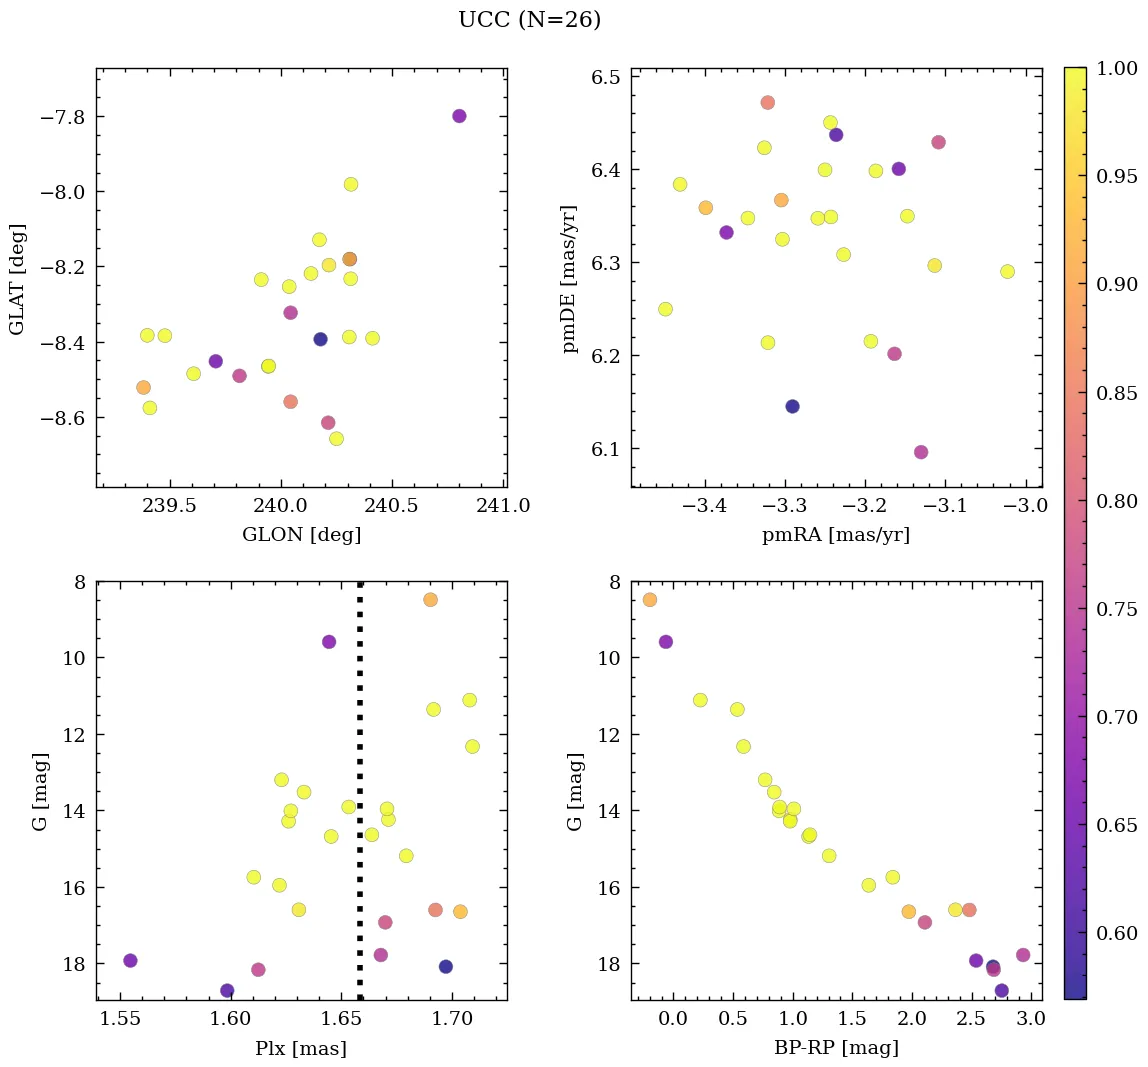 UCC (N=26)
−7.8
−8.0
−8.2
−8.4
−8.6
GLAT [deg]
239.5 240.0 240.5 241.0
GLON [deg]
6.5
6.4
6.3
6.2
6.1
pmDE [mas/yr]
−3.4 −3.3 −3.2 −3.1 −3.0
pmRA [mas/yr]
8
10
12
14
16
18
G [mag]
1.55 1.60 1.65 1.70
Plx [mas]
8
10
12
14
16
18
G [mag]
0.0 0.5 1.0 1.5 2.0 2.5 3.0
BP-RP [mag]
1.00
0.95
0.90
0.85
0.80
0.75
0.70
0.65
0.60